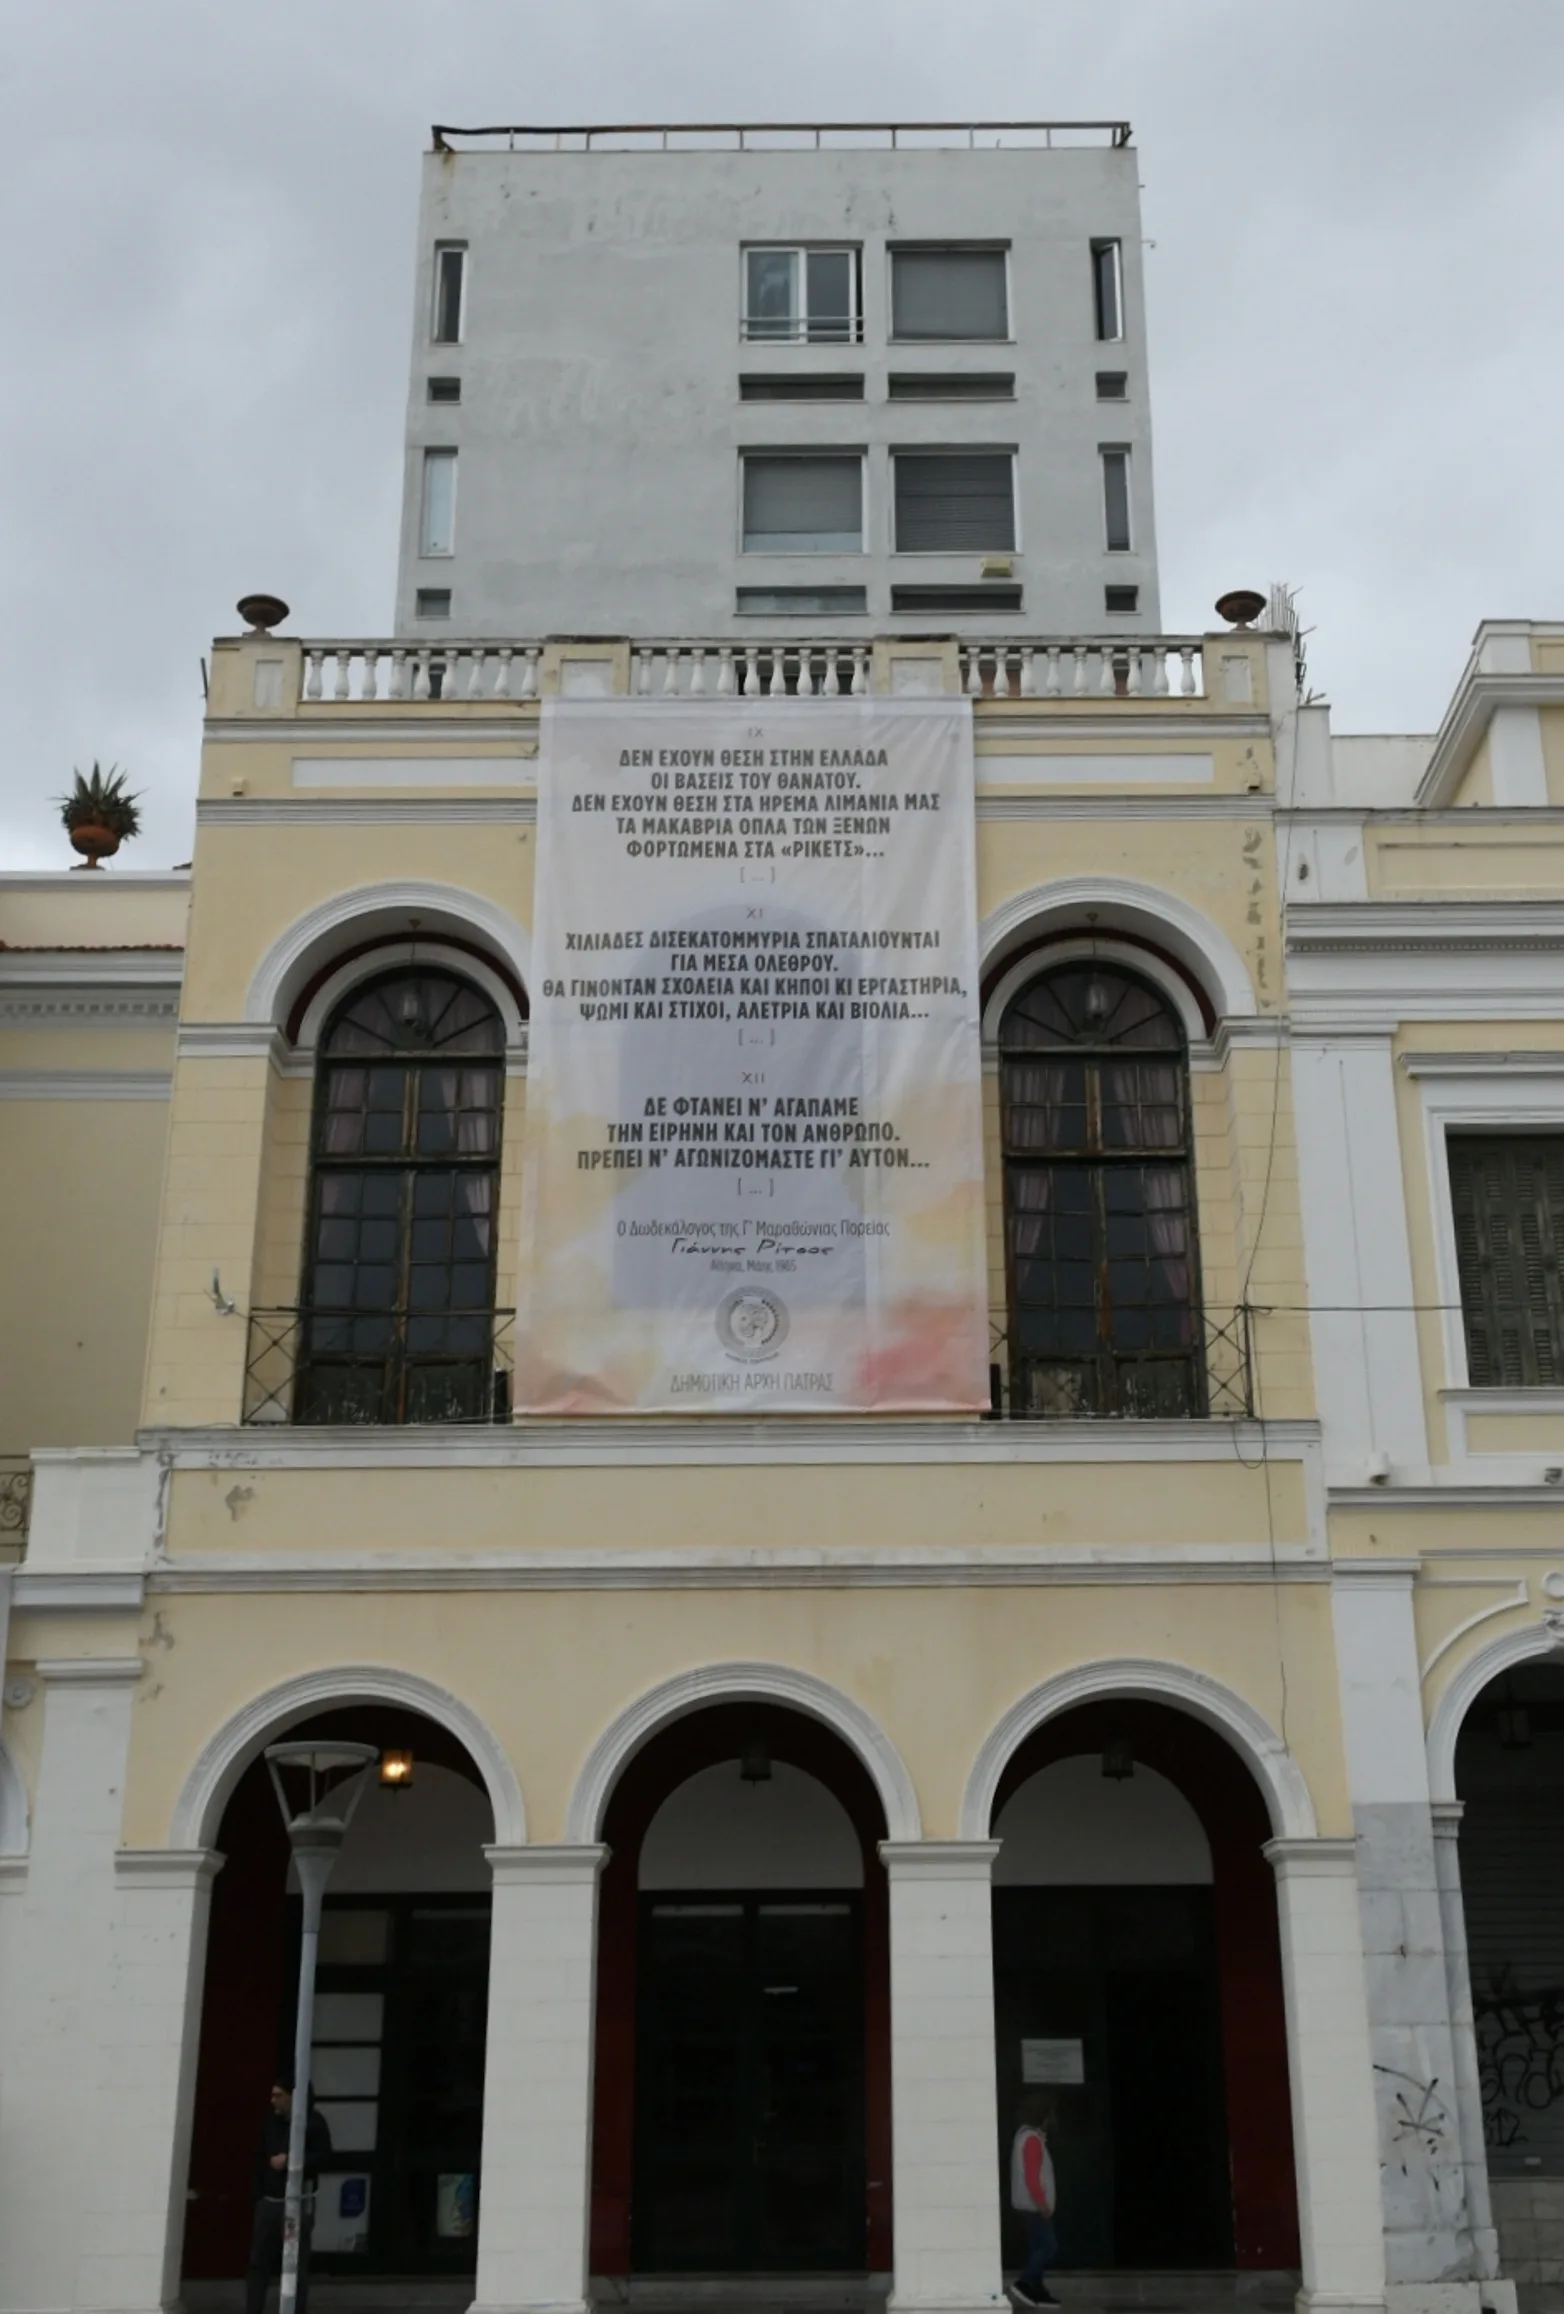 IX
ΔΕΝ ΕΧΟΥΝ ΘΕΣΗ ΣΤΗΝ ΕΛΛΑΔΑ
ΟΙ ΒΑΣΕΙΣ ΤΟΥ ΘΑΝΑΤΟΥ.
ΔΕΝ ΕΧΟΥΝ ΘΕΣΗ ΣΤΑ ΗΡΕΜΑ ΛΙΜΑΝΙΑ ΜΑΣ
ΤΑ ΜΑΚΑΒΡΙΑ ΟΠΛΑ ΤΩΝ ΞΕΝΩΝ
ΦΟΡΤΩΜΕΝΑ ΣΤΑ «ΡΙΚΕΤΣ»...
[ ... ]
XI
ΧΙΛΙΑΔΕΣ ΔΙΣΕΚΑΤΟΜΜΥΡΙΑ ΣΠΑΤΑΛΙΟΥΝΤΑΙ
ΓΙΑ ΜΕΣΑ ΟΛΕΘΡΟΥ.
ΘΑ ΓΙΝΟΝΤΑΝ ΣΧΟΛΕΙΑ ΚΑΙ ΚΗΠΟΙ ΚΙ ΕΡΓΑΣΤΗΡΙΑ,
ΨΩΜΙ ΚΑΙ ΣΤΙΧΟΙ, ΑΛΕΤΡΙΑ ΚΑΙ ΒΙΟΛΙΑ...
[ ... ]
XII
ΔΕ ΦΤΑΝΕΙ Ν' ΑΓΑΠΑΜΕ
ΤΗΝ ΕΙΡΗΝΗ ΚΑΙ ΤΟΝ ΑΝΘΡΩΠΟ.
ΠΡΕΠΕΙ Ν' ΑΓΩΝΙΖΟΜΑΣΤΕ ΓΙ' ΑΥΤΟΝ...
[ ... ]
Ο Δωδεκάλογος της Γ' Μαραθώνιας Πορείας
Γιάννης Ρίτσος
Αθήνα, Μάης 1965
ΔΗΜΟΤΙΚΗ ΑΡΧΗ ΠΑΤΡΑΣ